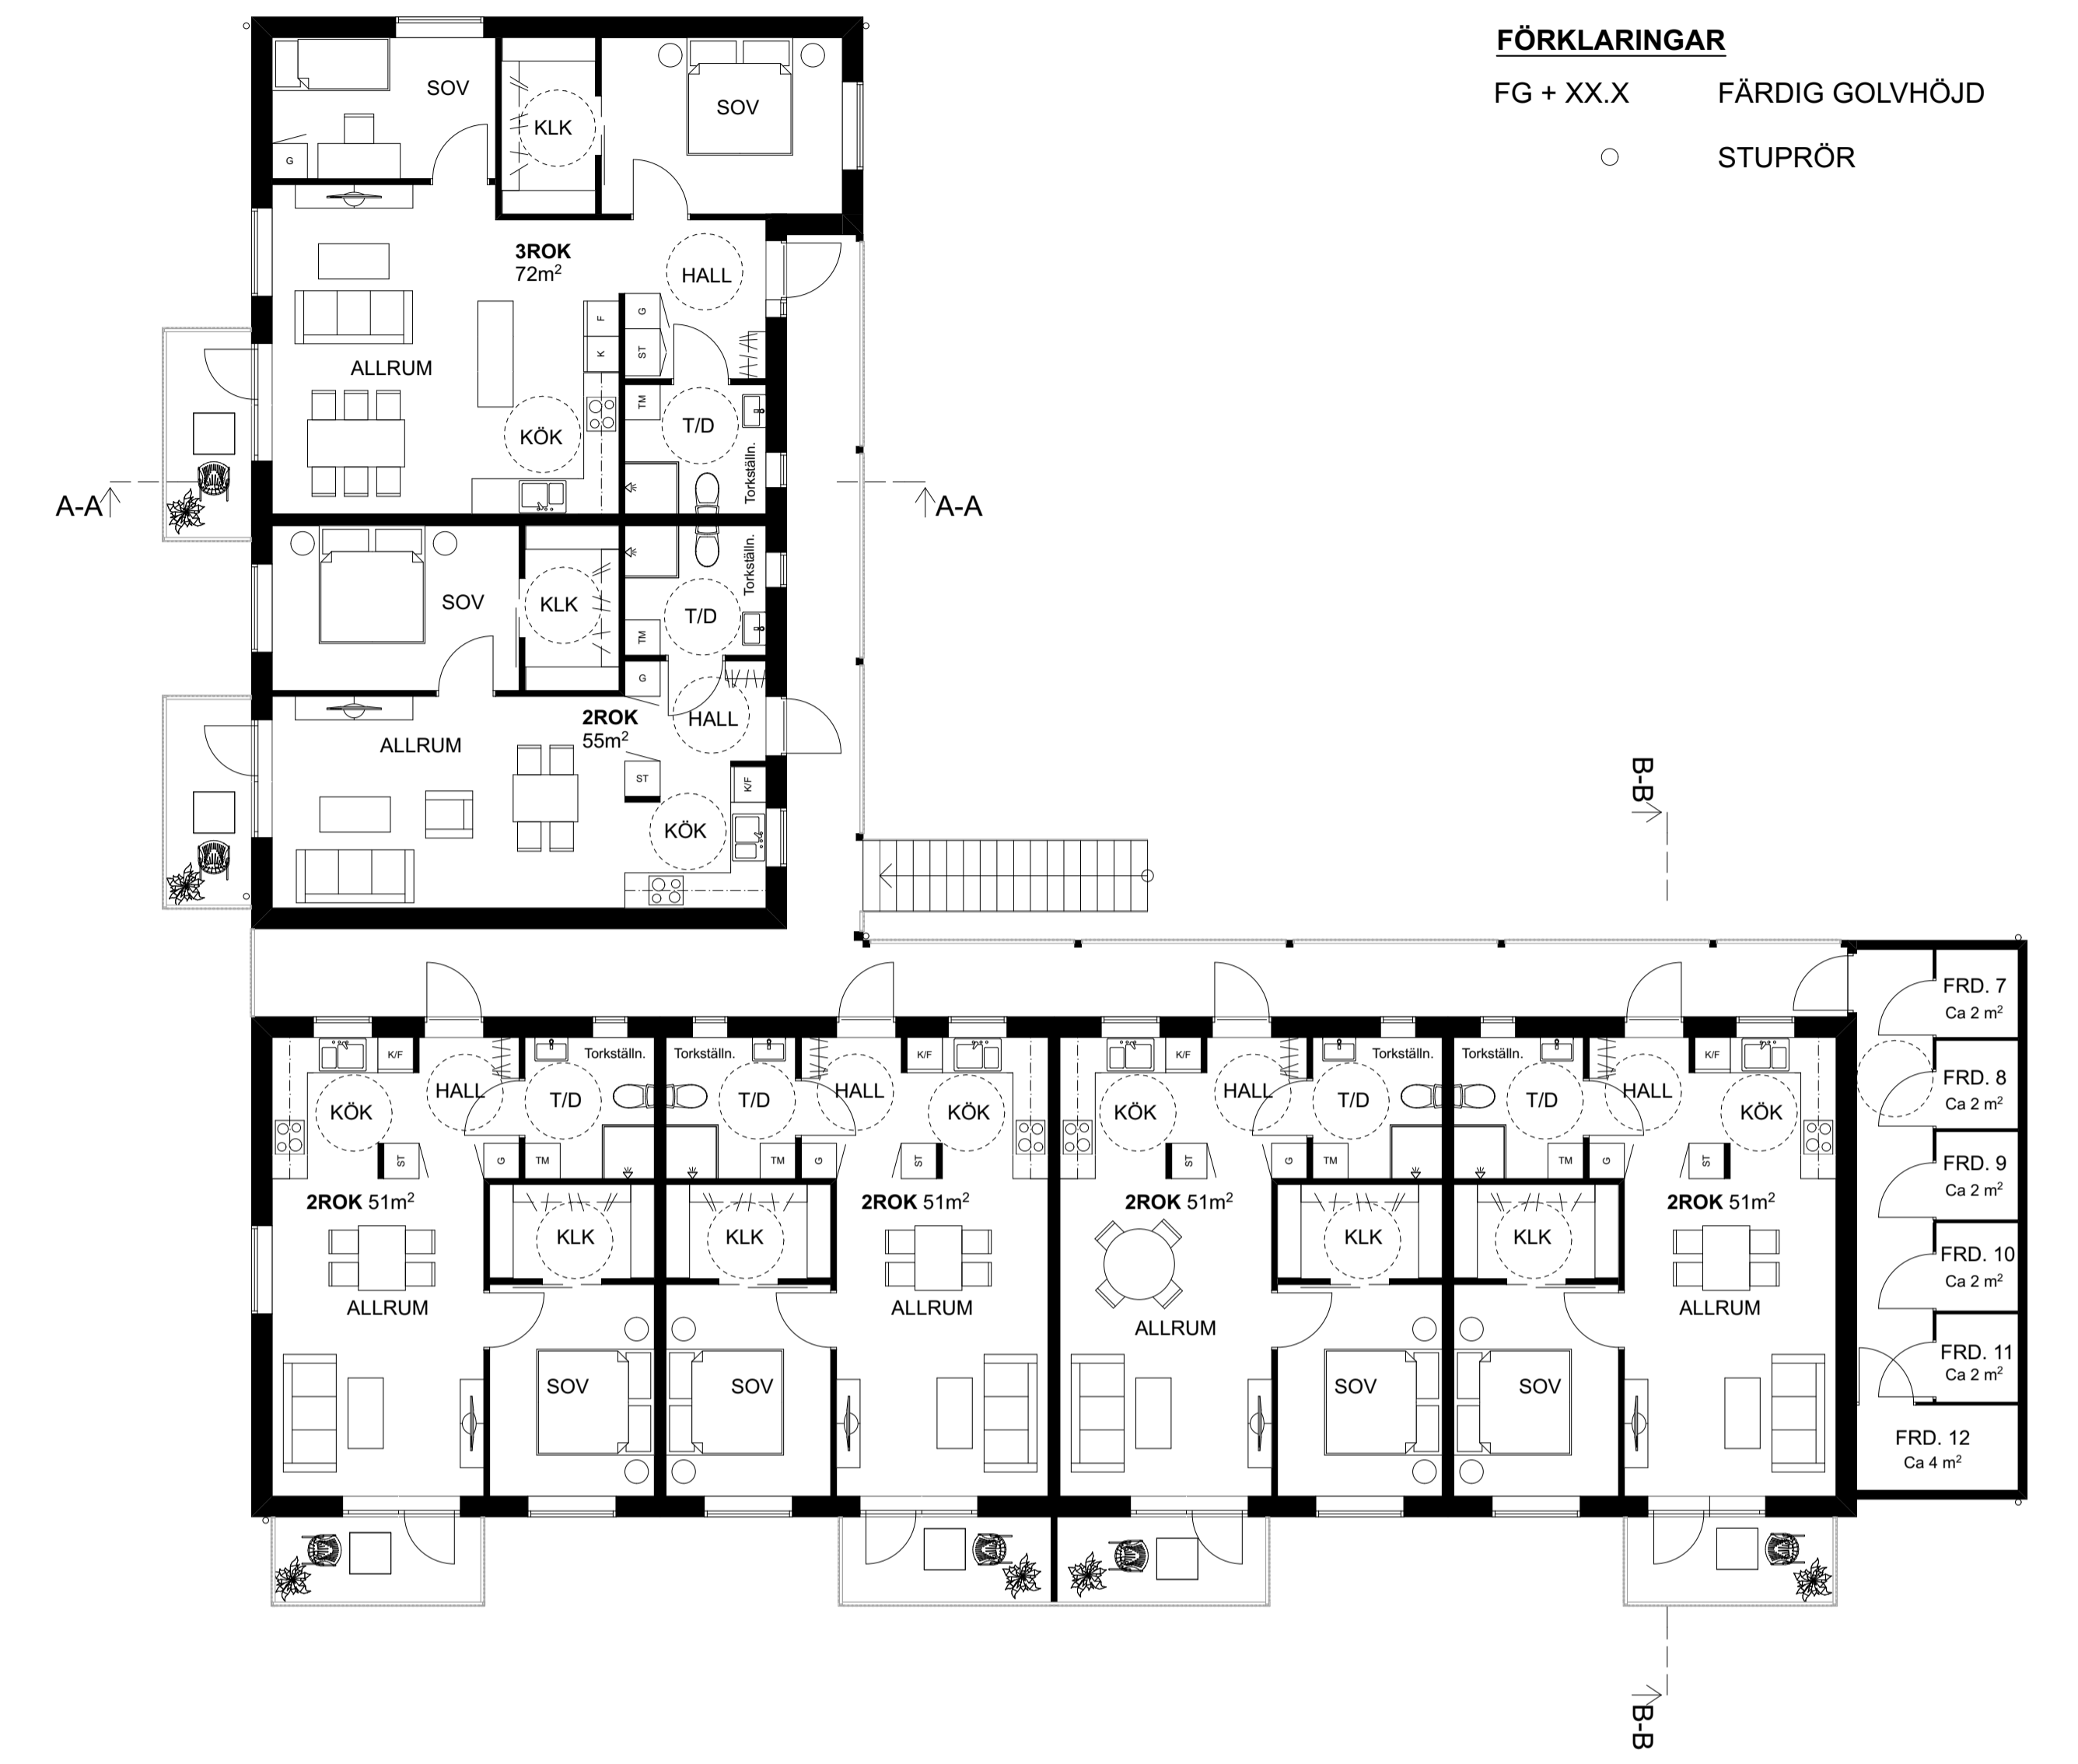 FÖRKLARINGAR
FG + XX.X FÄRDIG GOLVHÖJD
STUPRÖR
SOV
G
KLK
SOV
3ROK
72m²
HALL
G
ST
F
K
ALLRUM
KÖK
TM
T/D
Torkställn.
A-A
A-A
SOV
KLK
Torkställn.
T/D
TM
G
2ROK
55m²
HALL
ALLRUM
ST
K/F
KÖK
B-B
K/F
HALL
KÖK
Torkställn.
T/D
ST
G
TM
2ROK 51m²
KLK
ALLRUM
SOV
Torkställn.
K/F
T/D
HALL
KÖK
TM
G
ST
2ROK 51m²
KLK
ALLRUM
SOV
K/F
HALL
KÖK
Torkställn.
T/D
ST
G
TM
2ROK 51m²
KLK
ALLRUM
SOV
Torkställn.
K/F
T/D
HALL
KÖK
TM
G
ST
2ROK 51m²
KLK
ALLRUM
SOV
FRD. 7
Ca 2 m²
FRD. 8
Ca 2 m²
FRD. 9
Ca 2 m²
FRD. 10
Ca 2 m²
FRD. 11
Ca 2 m²
FRD. 12
Ca 4 m²
B-B